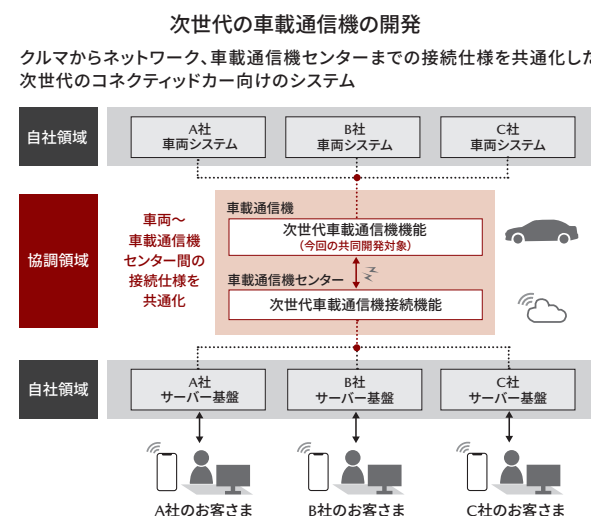 次世代の車載通信機の開発
クルマからネットワーク、車載通信機センターまでの接続仕様を共通化した
次世代のコネクティッドカー向けのシステム
自社領域
A社
車両システム
B社
車両システム
C社
車両システム
協調領域
車両〜
車載通信機
センター間の
接続仕様を
共通化
車載通信機
次世代車載通信機機能
(今回の共同開発対象)
車載通信機センター
次世代車載通信機接続機能
自社領域
A社
サーバー基盤
B社
サーバー基盤
C社
サーバー基盤
A社のお客さま
B社のお客さま
C社のお客さま